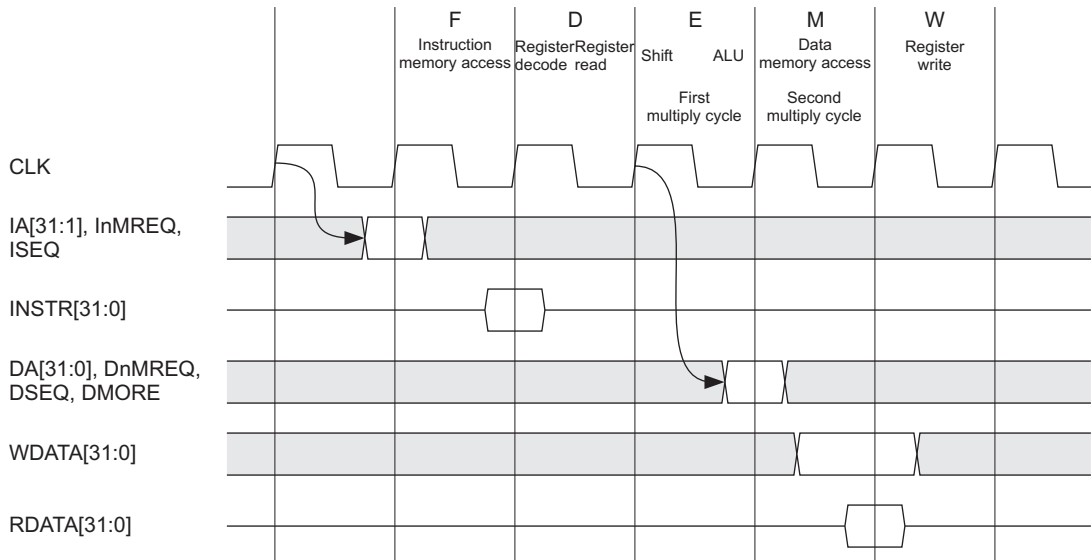 F D E M W
Instruction RegisterRegister Shift ALU Data Register
memory access decode read memory access write
First Second
multiply cycle multiply cycle
CLK
IA[31:1], InMREQ,
ISEQ
INSTR[31:0]
DA[31:0], DnMREQ,
DSEQ, DMORE
WDATA[31:0]
RDATA[31:0]